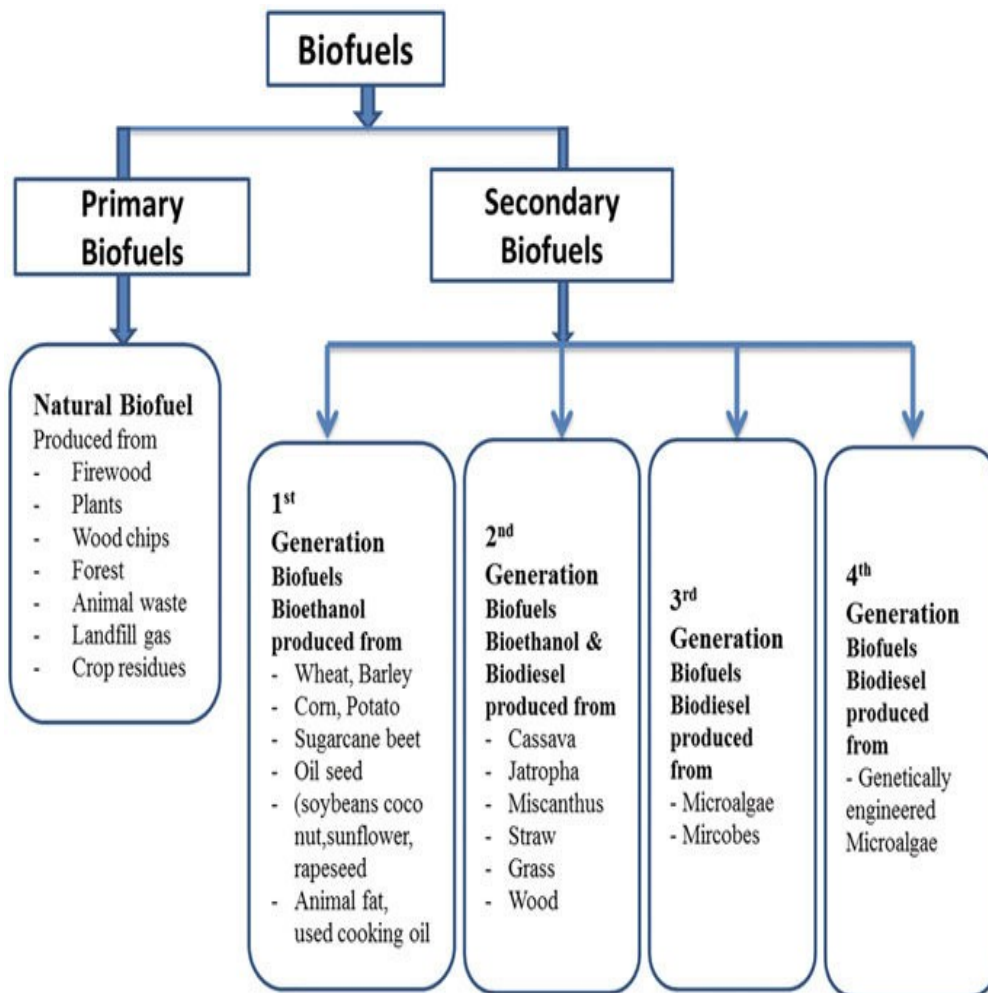 Biofuels
Primary
Biofuels
Secondary
Biofuels
Natural Biofuel
Produced from
- Firewood
- Plants
- Wood chips
- Forest
- Animal waste
- Landfill gas
- Crop residues
1st
Generation
Biofuels
Bioethanol
produced from
- Wheat, Barley
- Corn, Potato
- Sugarcane beet
- Oil seed
- (soybeans coco
nut,sunflower,
rapeseed
- Animal fat,
used cooking oil
2nd
Generation
Biofuels
Bioethanol &
Biodiesel
produced from
- Cassava
- Jatropha
- Miscanthus
- Straw
- Grass
- Wood
3rd
Generation
Biofuels
Biodiesel
produced
from
- Microalgae
- Mircobes
4th
Generation
Biofuels
Biodiesel
produced
from
- Genetically
engineered
Microalgae